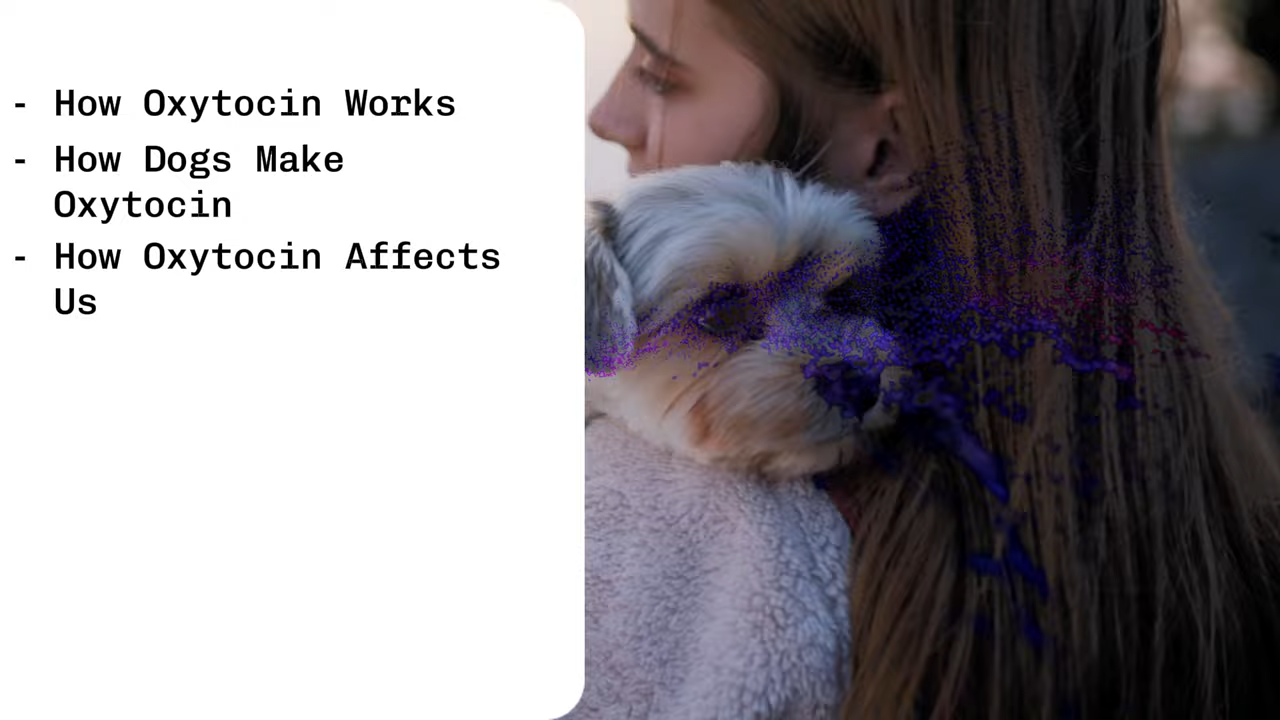 - How Oxytocin Works
- How Dogs Make
Oxytocin
- How Oxytocin Affects
Us